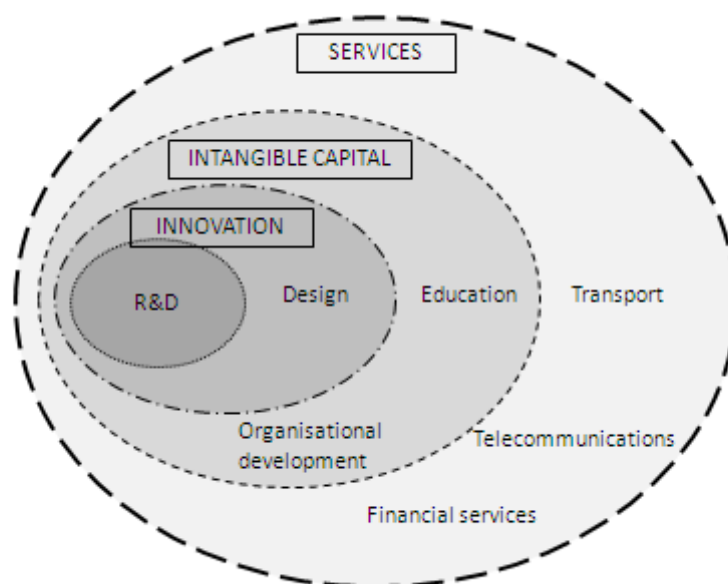 SERVICES
INTANGIBLE CAPITAL
INNOVATION
R&D
Design
Education
Transport
Organisational
development
Telecommunications
Financial services